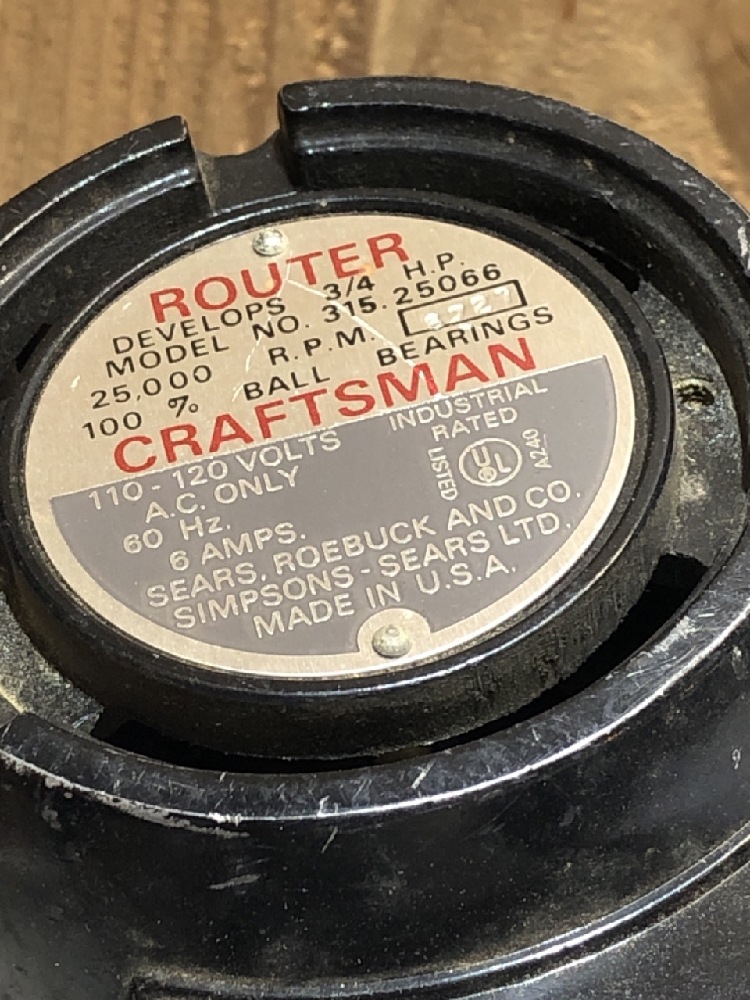 ROUTER
DEVELOPS 3/4 H.P.
MODEL NO. 315.25066
25,000 R.P.M.
100 % BALL BEARINGS
CRAFTSMAN
110-120 VOLTS
A.C. ONLY
60 Hz.
6 AMPS.
INDUSTRIAL
RATED
LISTED UL A240
SEARS, ROEBUCK AND CO.
SIMPSONS-SEARS LTD.
MADE IN U.S.A.